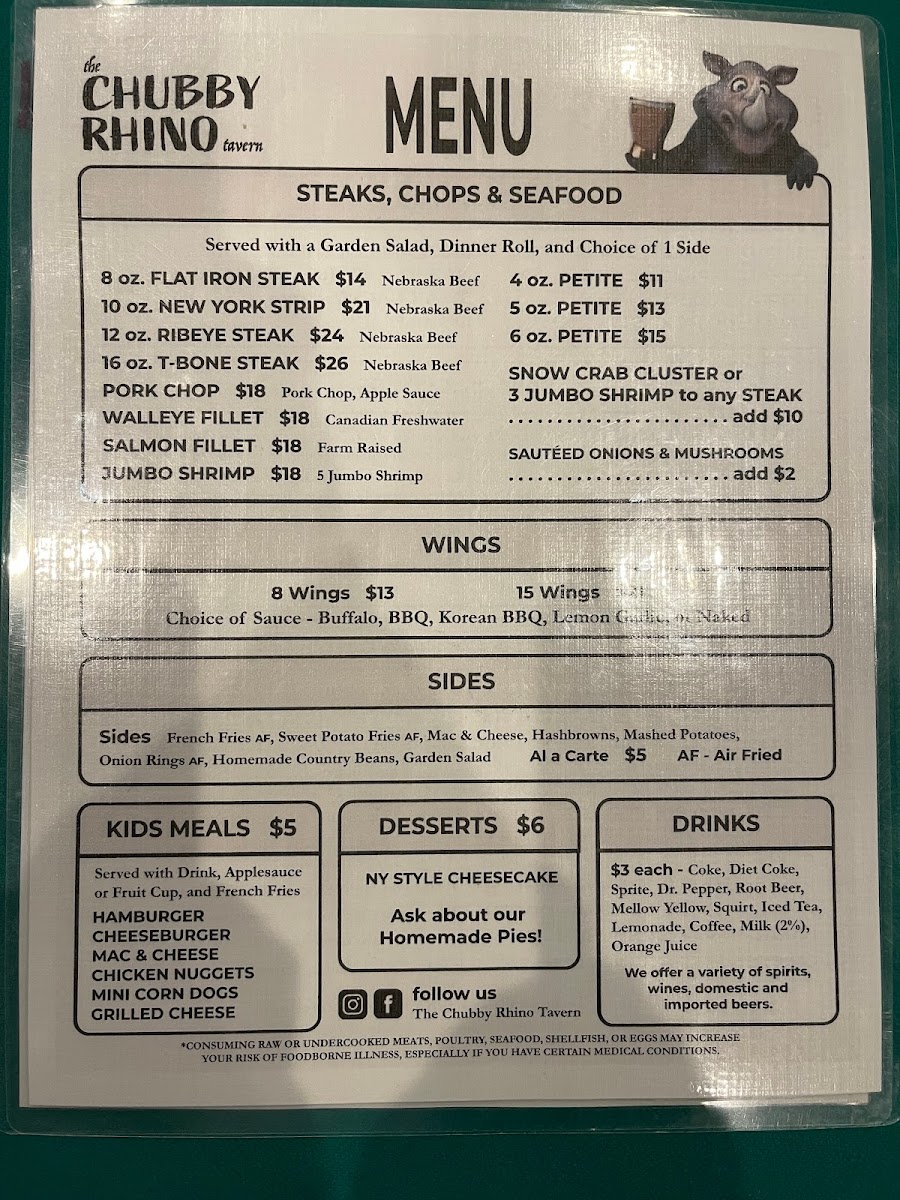 the
CHUBBY
RHINO tavern
MENU
STEAKS, CHOPS & SEAFOOD
Served with a Garden Salad, Dinner Roll, and Choice of 1 Side
8 oz. FLAT IRON STEAK $14 Nebraska Beef
10 oz. NEW YORK STRIP $21 Nebraska Beef
12 oz. RIBEYE STEAK $24 Nebraska Beef
16 oz. T-BONE STEAK $26 Nebraska Beef
PORK CHOP $18 Pork Chop, Apple Sauce
WALLEYE FILLET $18 Canadian Freshwater
SALMON FILLET $18 Farm Raised
JUMBO SHRIMP $18 5 Jumbo Shrimp
4 oz. PETITE $11
5 oz. PETITE $13
6 oz. PETITE $15
SNOW CRAB CLUSTER or
3 JUMBO SHRIMP to any STEAK
........................ add $10
SAUTÉED ONIONS & MUSHROOMS
........................ add $2
WINGS
8 Wings $13 15 Wings
Choice of Sauce - Buffalo, BBQ, Korean BBQ, Lemon Garlic, or Naked
SIDES
Sides French Fries AF, Sweet Potato Fries AF, Mac & Cheese, Hashbrowns, Mashed Potatoes,
Onion Rings AF, Homemade Country Beans, Garden Salad Al a Carte $5 AF - Air Fried
KIDS MEALS $5
Served with Drink, Applesauce
or Fruit Cup, and French Fries
HAMBURGER
CHEESEBURGER
MAC & CHEESE
CHICKEN NUGGETS
MINI CORN DOGS
GRILLED CHEESE
DESSERTS $6
NY STYLE CHEESECAKE
Ask about our
Homemade Pies!
follow us
The Chubby Rhino Tavern
DRINKS
$3 each - Coke, Diet Coke,
Sprite, Dr. Pepper, Root Beer,
Mellow Yellow, Squirt, Iced Tea,
Lemonade, Coffee, Milk (2%),
Orange Juice
We offer a variety of spirits,
wines, domestic and
imported beers.
*CONSUMING RAW OR UNDERCOOKED MEATS, POULTRY, SEAFOOD, SHELLFISH, OR EGGS MAY INCREASE
YOUR RISK OF FOODBORNE ILLNESS, ESPECIALLY IF YOU HAVE CERTAIN MEDICAL CONDITIONS.